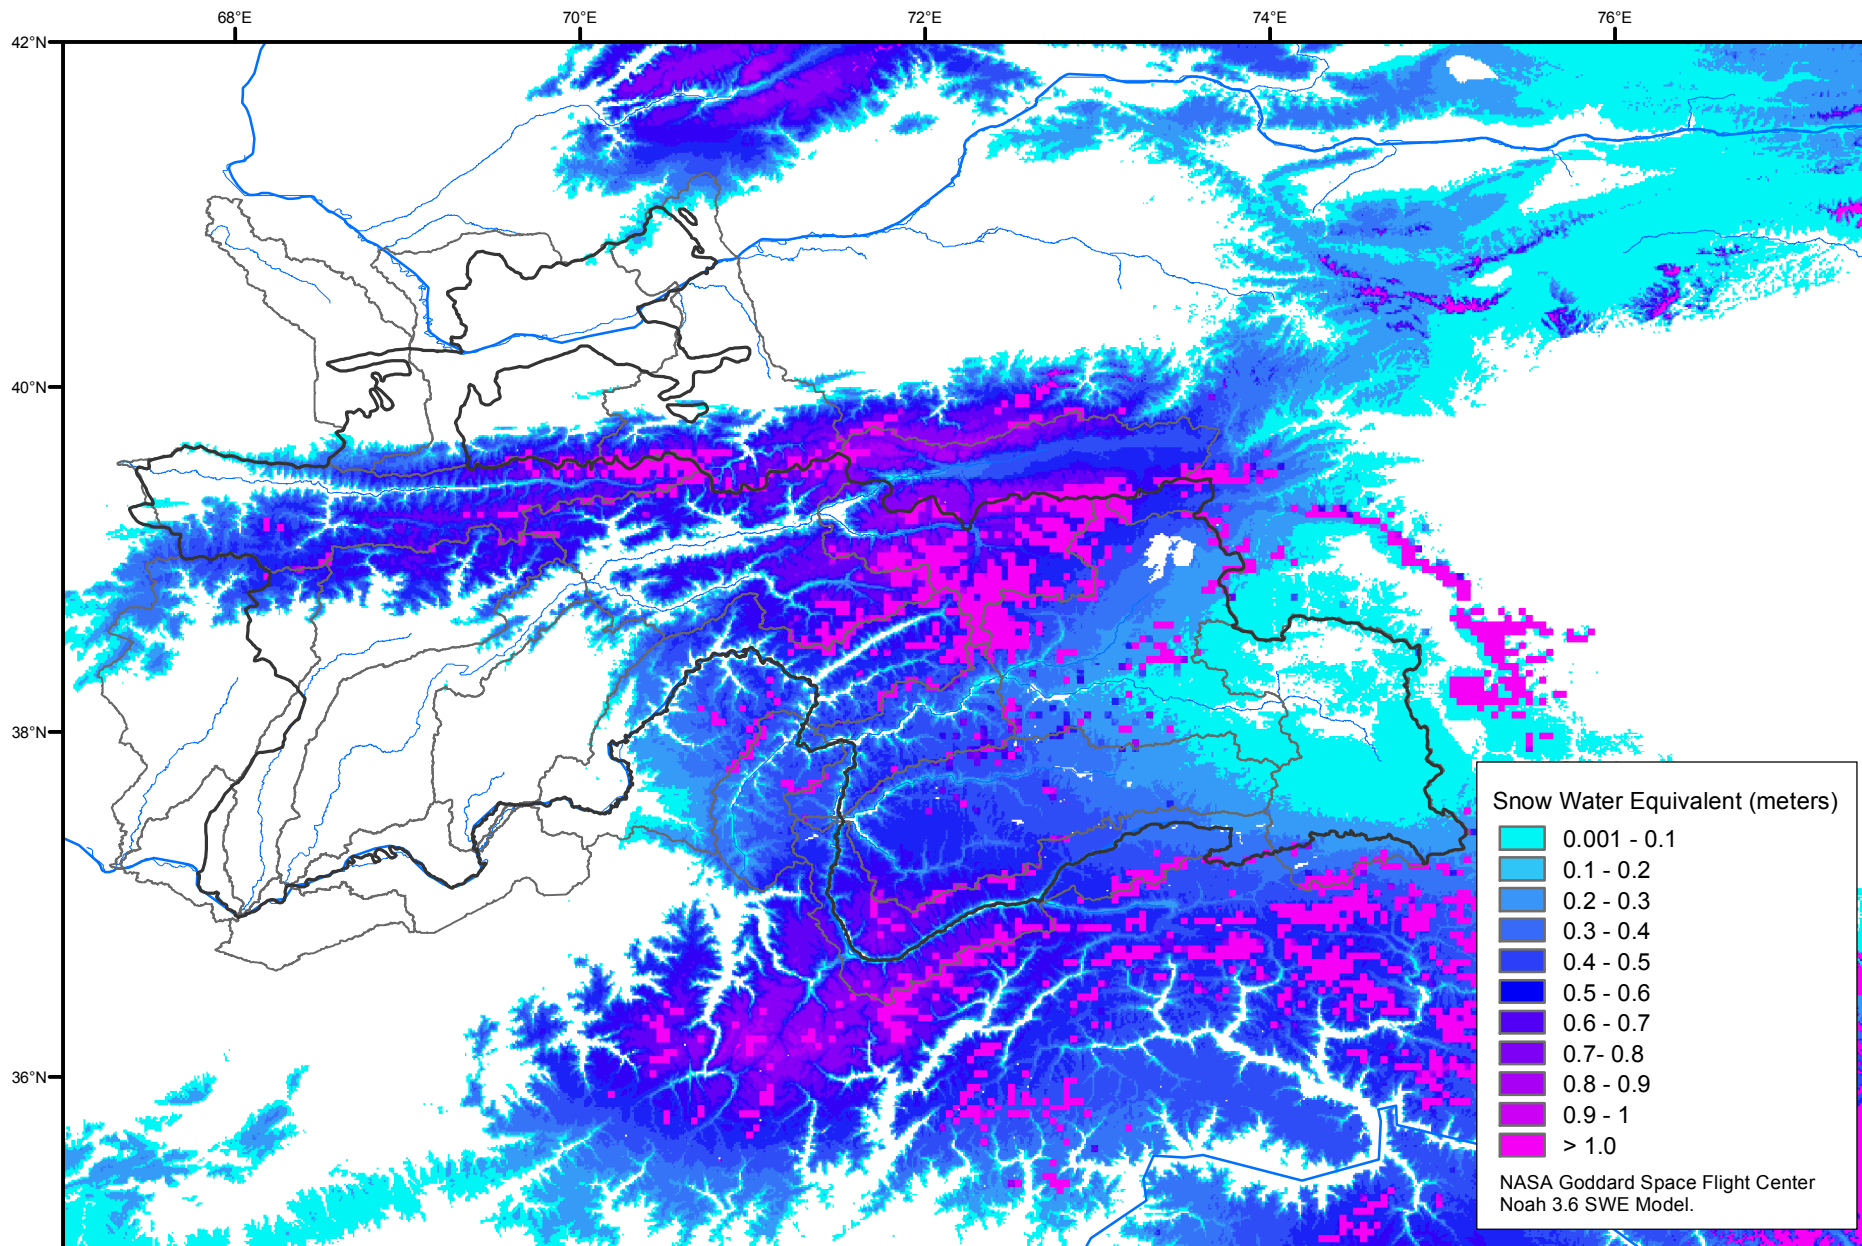 68°E
70°E
72°E
74°E
76°E
42°N
40°N
38°N
36°N
Snow Water Equivalent (meters)
0.001 - 0.1
0.1 - 0.2
0.2 - 0.3
0.3 - 0.4
0.4 - 0.5
0.5 - 0.6
0.6 - 0.7
0.7- 0.8
0.8 - 0.9
0.9 - 1
> 1.0
NASA Goddard Space Flight Center
Noah 3.6 SWE Model.